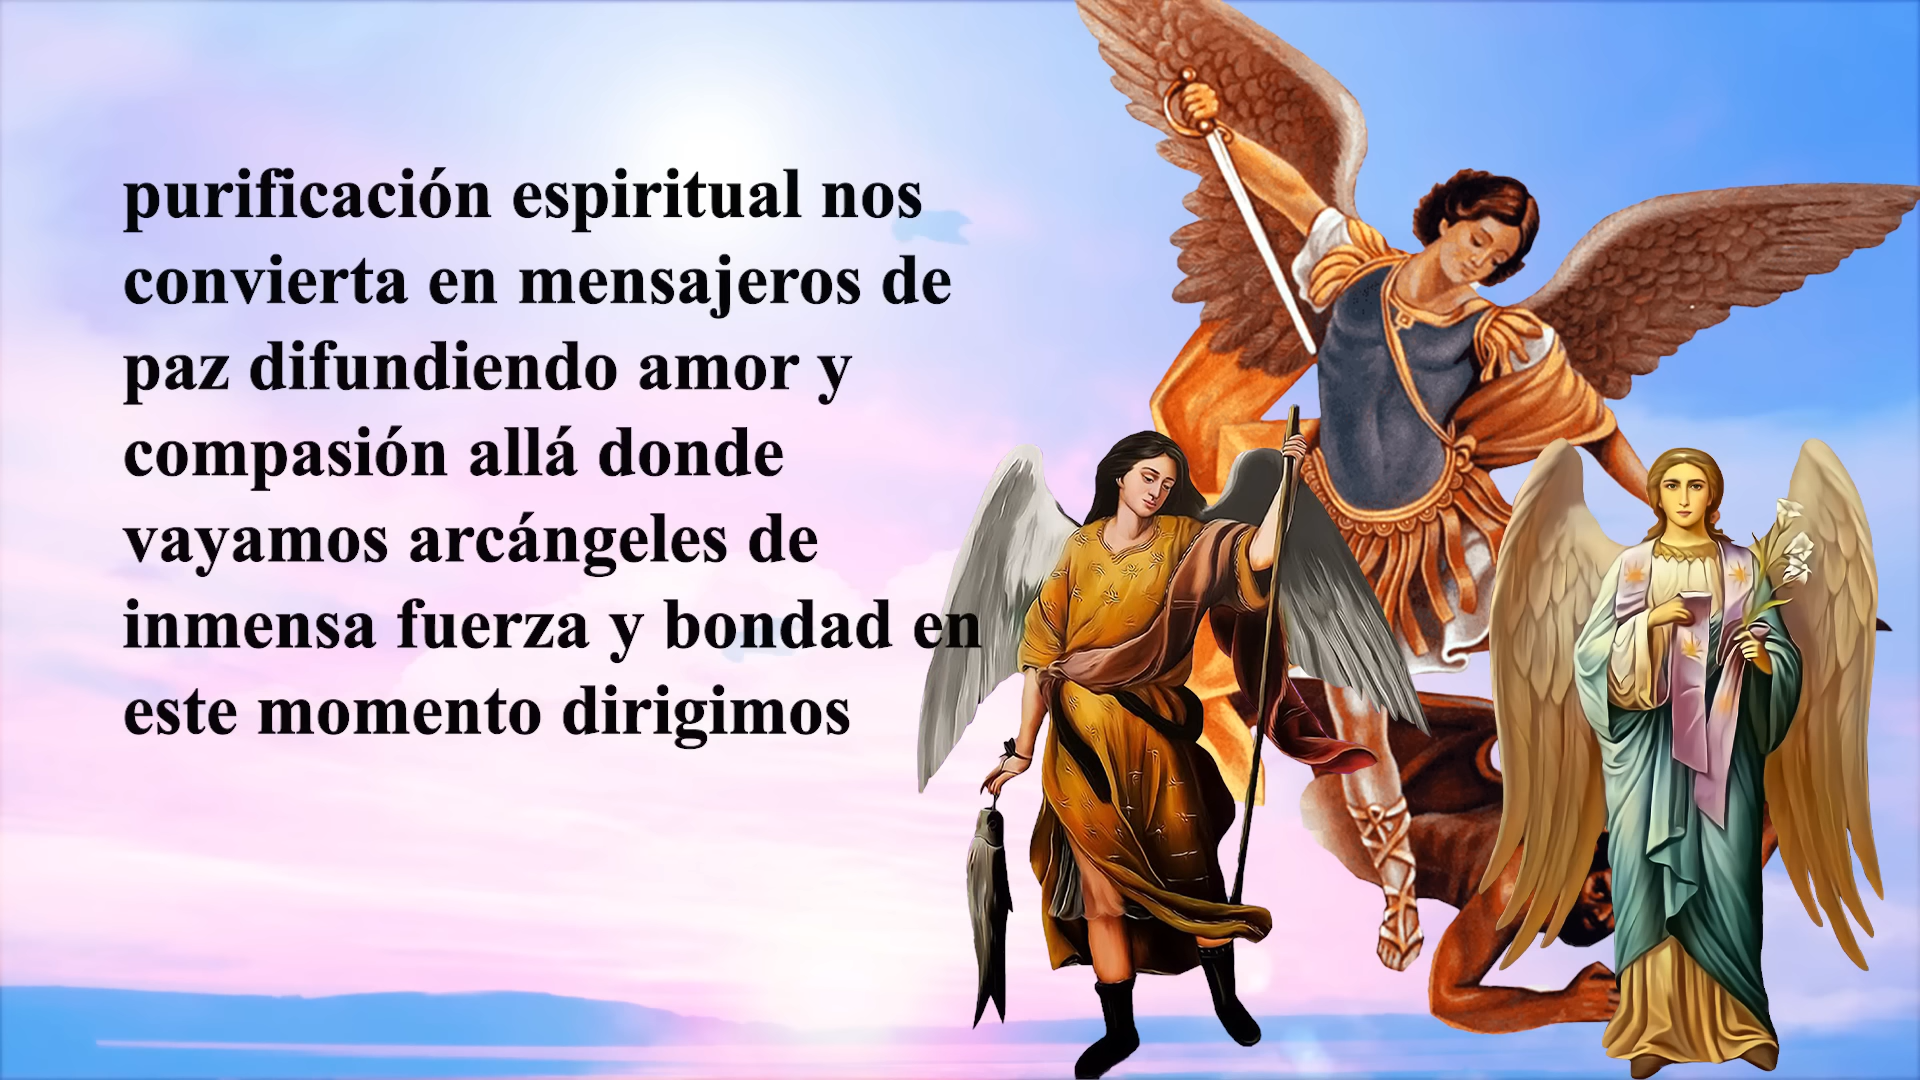 purificación espiritual nos
convierta en mensajeros de
paz difundiendo amor y
compasión allá donde
vayamos arcángeles de
inmensa fuerza y bondad en
este momento dirigimos